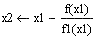 x2 ← x1 − f(x1)/f1(x1)